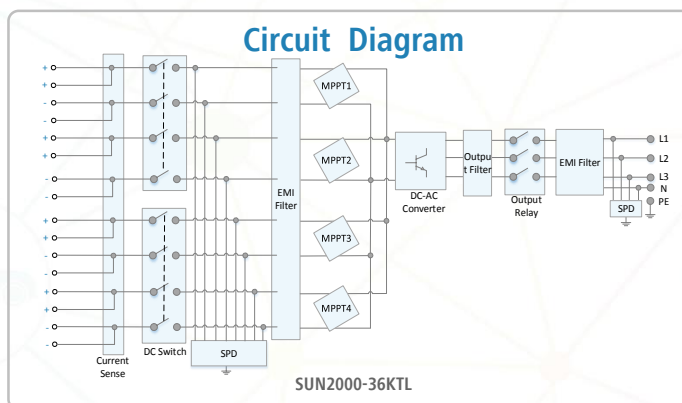 Circuit Diagram
+
+
-
-
+
+
-
-
+
+
-
-
+
+
-
-
Current
Sense
DC Switch
SPD
EMI
Filter
MPPT1
MPPT2
MPPT3
MPPT4
DC-AC
Converter
Outpu
t Filter
Output
Relay
EMI Filter
SPD
L1
L2
L3
N
PE
SUN2000-36KTL